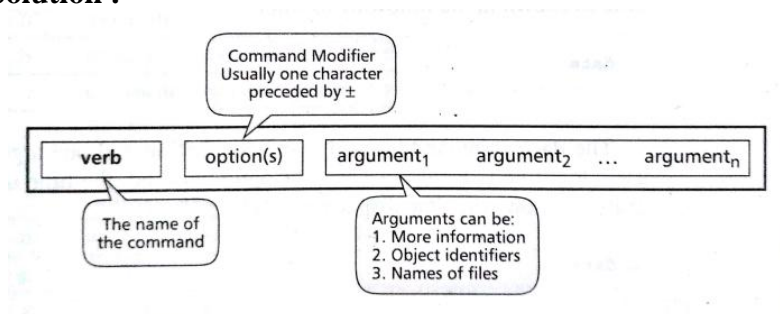 Command Modifier
Usually one character
preceded by ±
verb option(s) argument₁ argument₂ ... argumentₙ
The name of
the command
Arguments can be:
1. More information
2. Object identifiers
3. Names of files